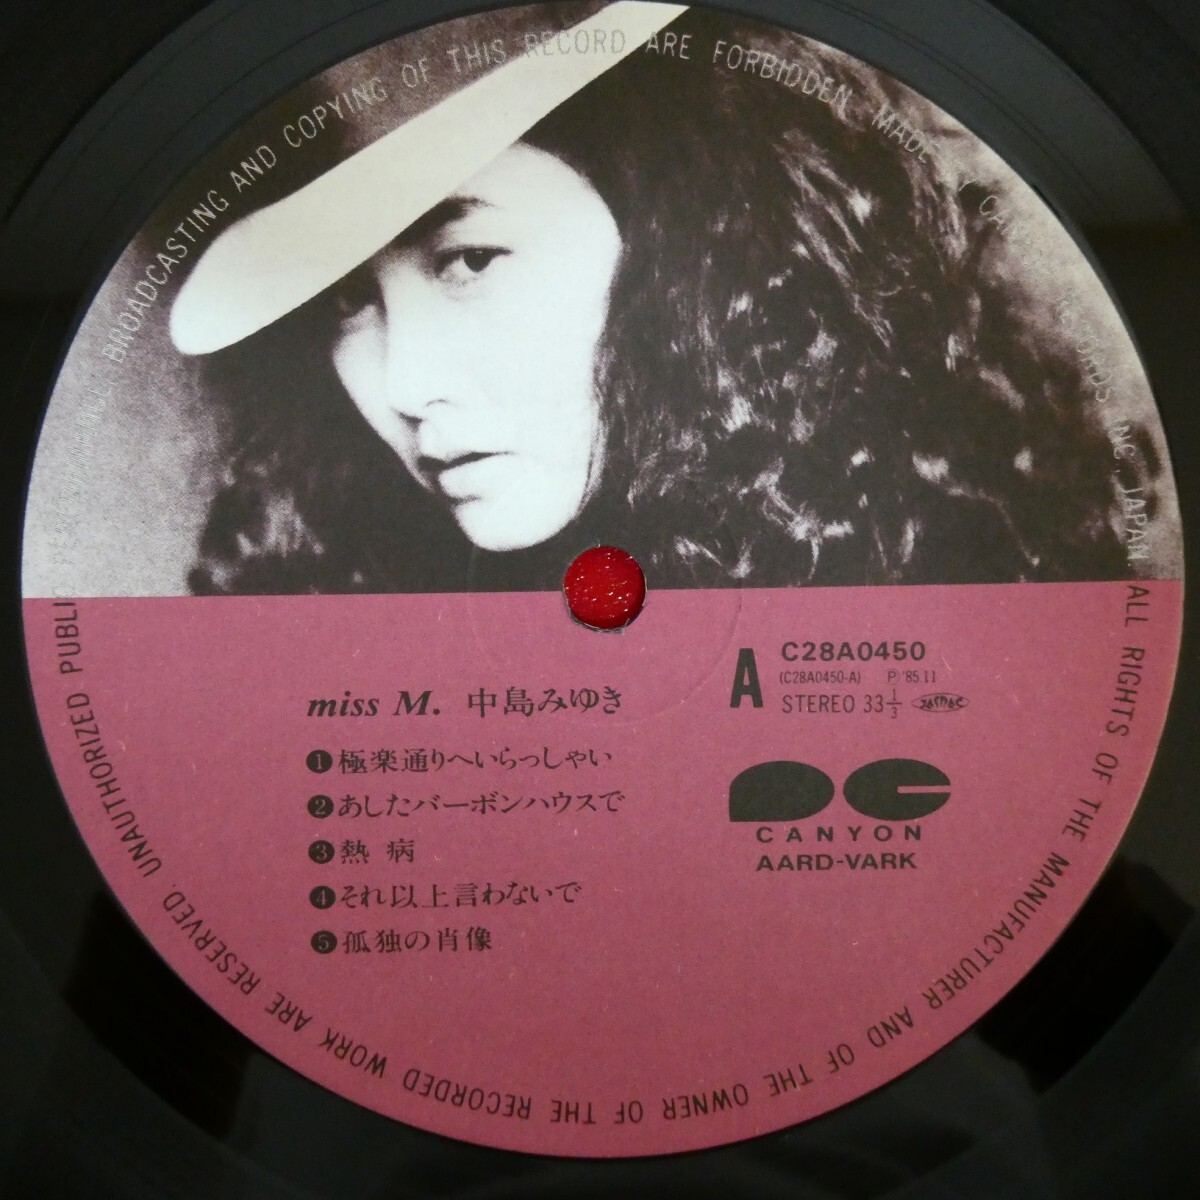 miss M. 中島みゆき
❶極楽通りへいらっしゃい
❷あしたバーボンハウスで
❸熱 病
❹それ以上言わないで
❺孤独の肖像
A
C28A0450
(C28A0450-A) Ⓟ '85.11
STEREO 33 1/3 JASRAC
CANYON
AARD-VARK
ALL RIGHTS OF THE MANUFACTURER AND OF THE OWNER OF THE RECORDED WORK ARE RESERVED. UNAUTHORIZED PUBLIC PERFORMANCE, BROADCASTING AND COPYING OF THIS RECORD ARE FORBIDDEN MADE BY CANYON RECORDS INC., JAPAN